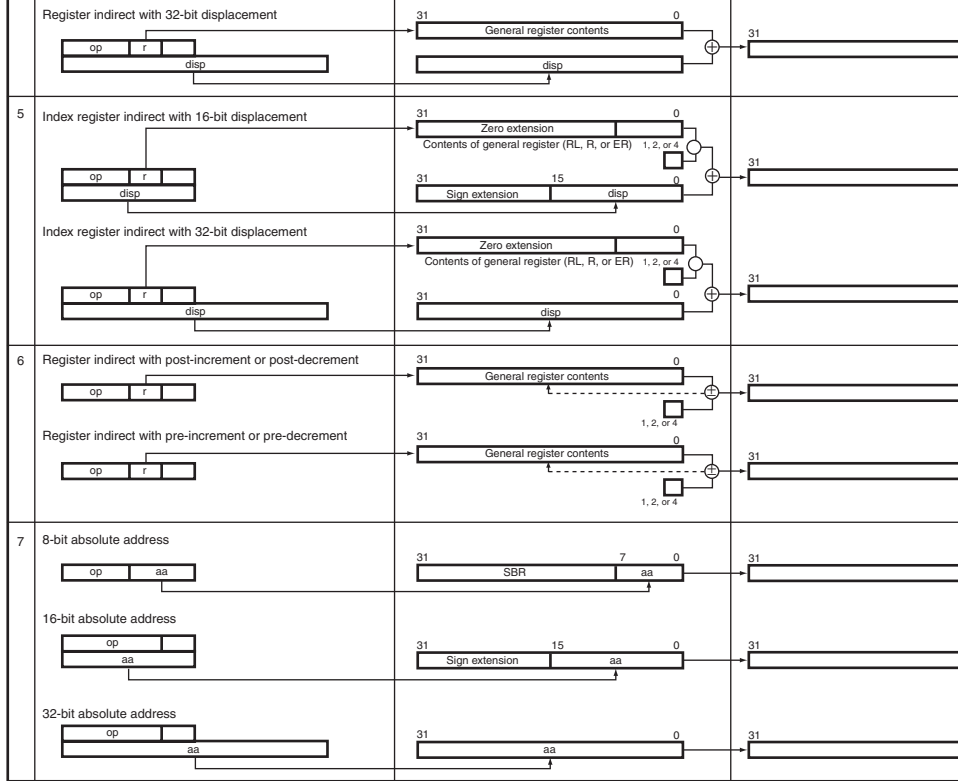 Register indirect with 32-bit displacement
31 0
General register contents
31
op r
disp
disp
5 Index register indirect with 16-bit displacement
31 0
Zero extension
Contents of general register (RL, R, or ER) 1, 2, or 4
31
op r
disp
31 15 0
Sign extension disp
Index register indirect with 32-bit displacement
31 0
Zero extension
Contents of general register (RL, R, or ER) 1, 2, or 4
31
op r
disp
31 0
disp
6 Register indirect with post-increment or post-decrement
31 0
General register contents
31
op r
1, 2, or 4
Register indirect with pre-increment or pre-decrement
31 0
General register contents
31
op r
1, 2, or 4
7 8-bit absolute address
31 7 0
31
op aa
SBR aa
16-bit absolute address
op
aa
31 15 0
Sign extension aa
31
32-bit absolute address
op
aa
31 0
aa
31